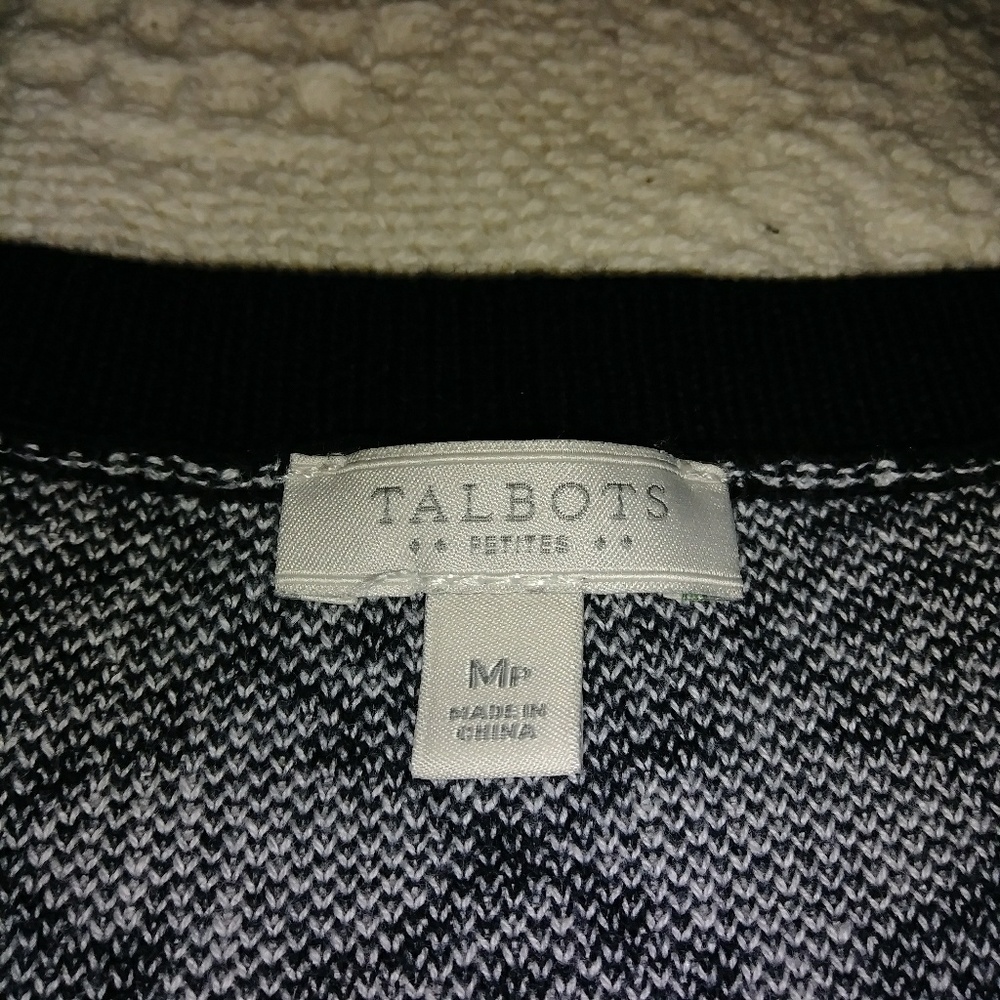 TALBOTS
PETITES
MP
MADE IN
CHINA